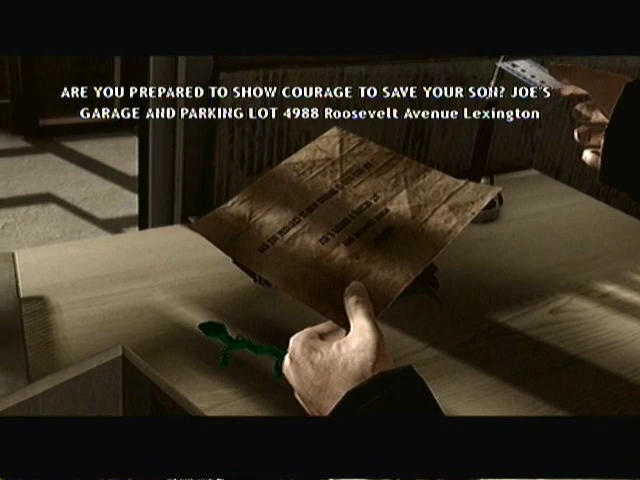 ARE YOU PREPARED TO SHOW COURAGE TO SAVE YOUR SON? JOE'S
GARAGE AND PARKING LOT 4988 Roosevelt Avenue Lexington